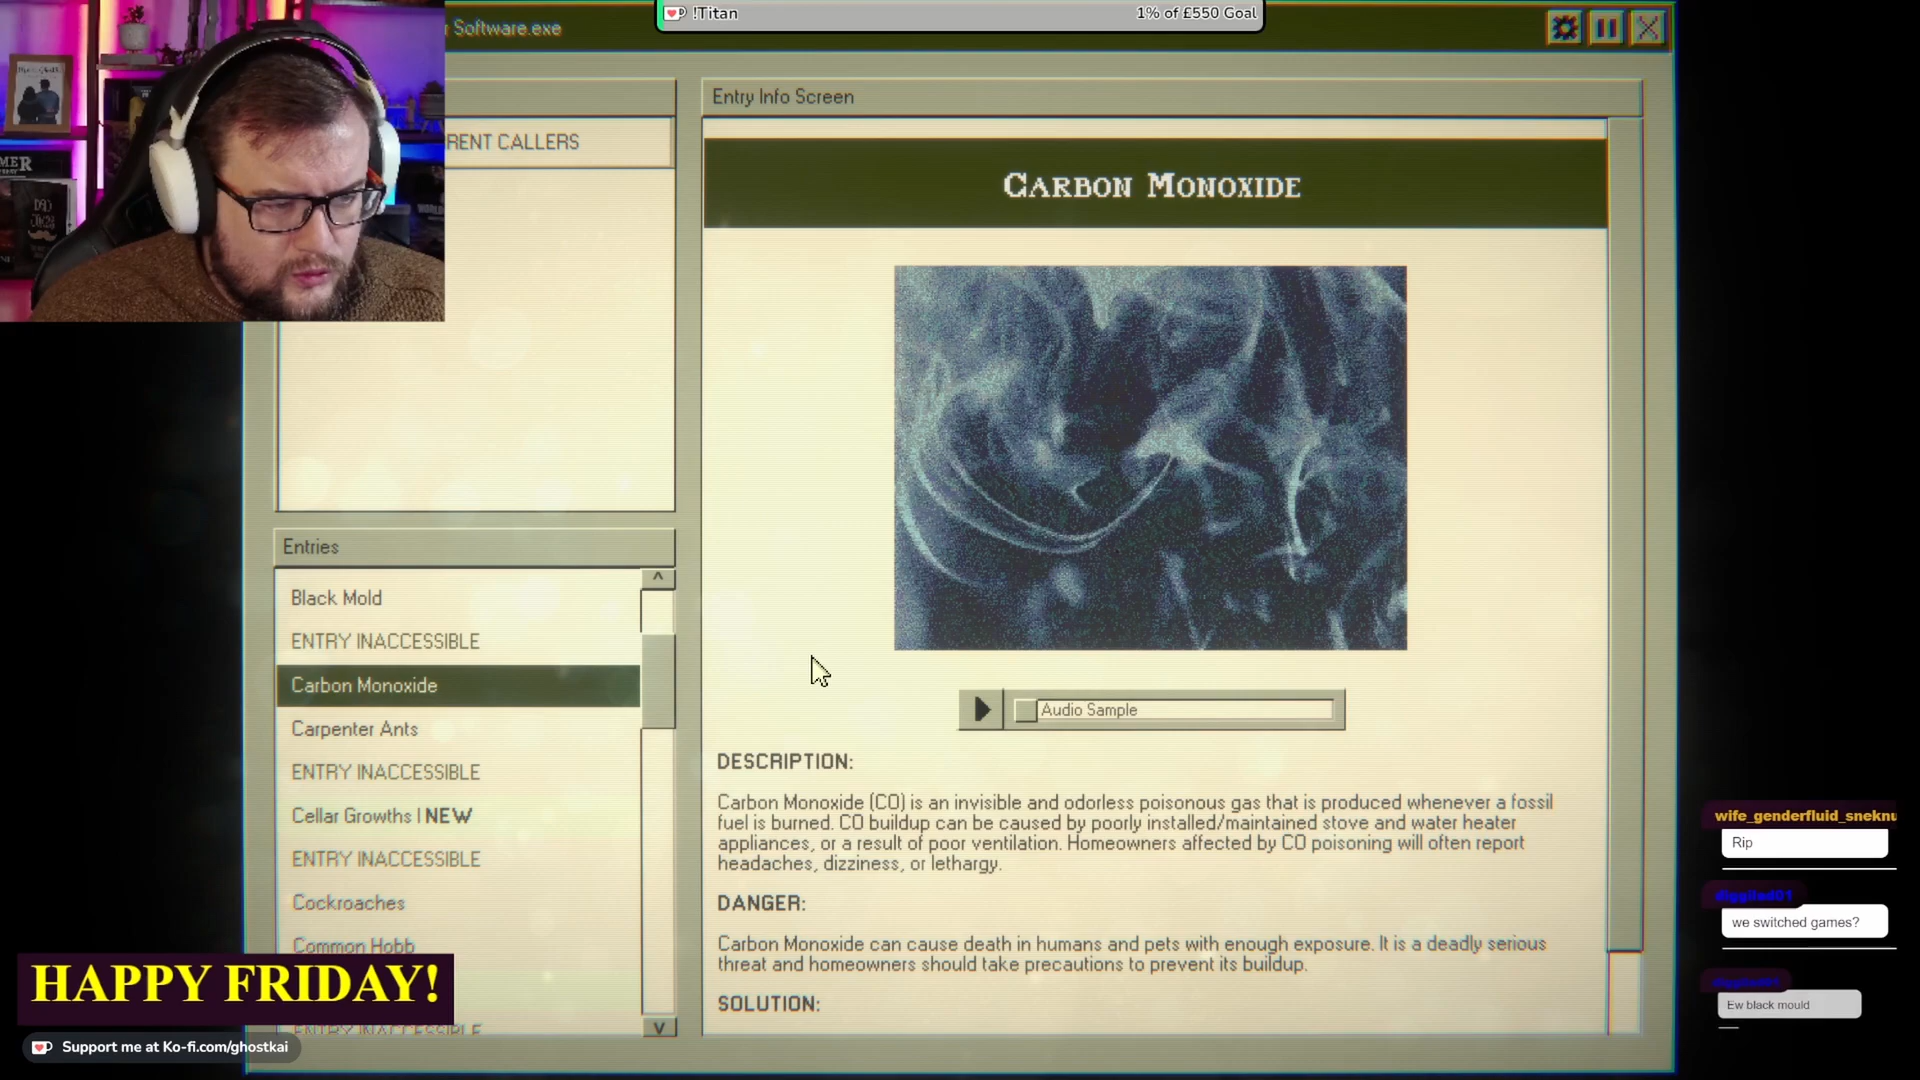 Software.exe
!Titan
1% of £550 Goal
RENT CALLERS
Entry Info Screen
CARBON MONOXIDE
Audio Sample
DESCRIPTION:
Carbon Monoxide (CO) is an invisible and odorless poisonous gas that is produced whenever a fossil
fuel is burned. CO buildup can be caused by poorly installed/maintained stove and water heater
appliances, or a result of poor ventilation. Homeowners affected by CO poisoning will often report
headaches, dizziness, or lethargy.
DANGER:
Carbon Monoxide can cause death in humans and pets with enough exposure. It is a deadly serious
threat and homeowners should take precautions to prevent its buildup.
SOLUTION:
Entries
Black Mold
ENTRY INACCESSIBLE
Carbon Monoxide
Carpenter Ants
ENTRY INACCESSIBLE
Cellar Growths | NEW
ENTRY INACCESSIBLE
Cockroaches
Common Hobb
ENTRY INACCESSIBLE
HAPPY FRIDAY!
Support me at Ko-fi.com/ghostkai
wife_genderfluid_sneknu
Rip
we switched games?
Ew black mould